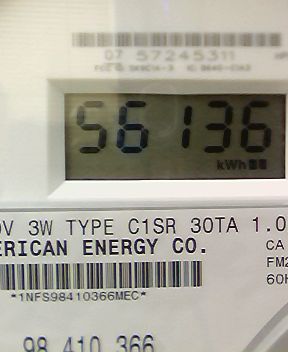 07 57245311
56136
kWh
3W TYPE C1SR 30TA 1.0
ERICAN ENERGY CO.
CA
*1NFS98410366MEC*
FM2
60H
98 410 366